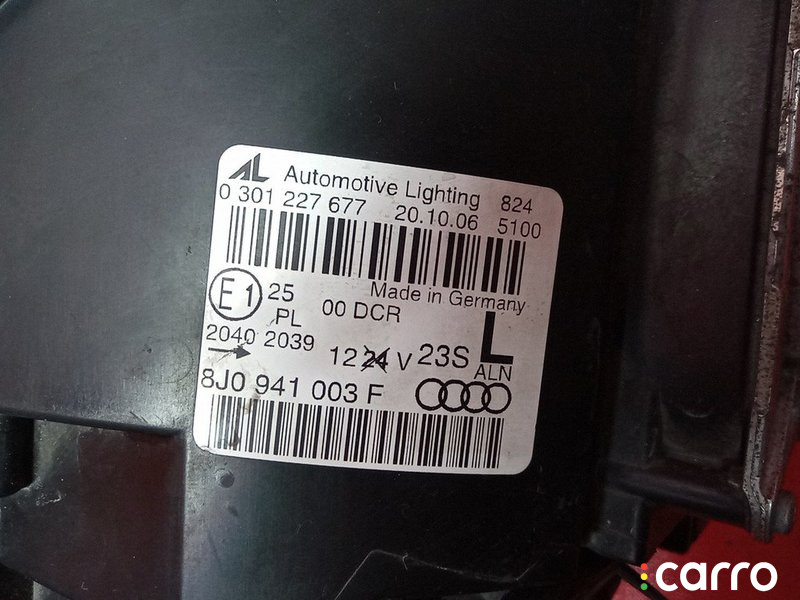 AL Automotive Lighting 824
0 301 227 677 20.10.06 5100
Made in Germany
E1 25 00 DCR L
PL
2040 2039 12 24 V 23S ALN
8J0 941 003 F
carro